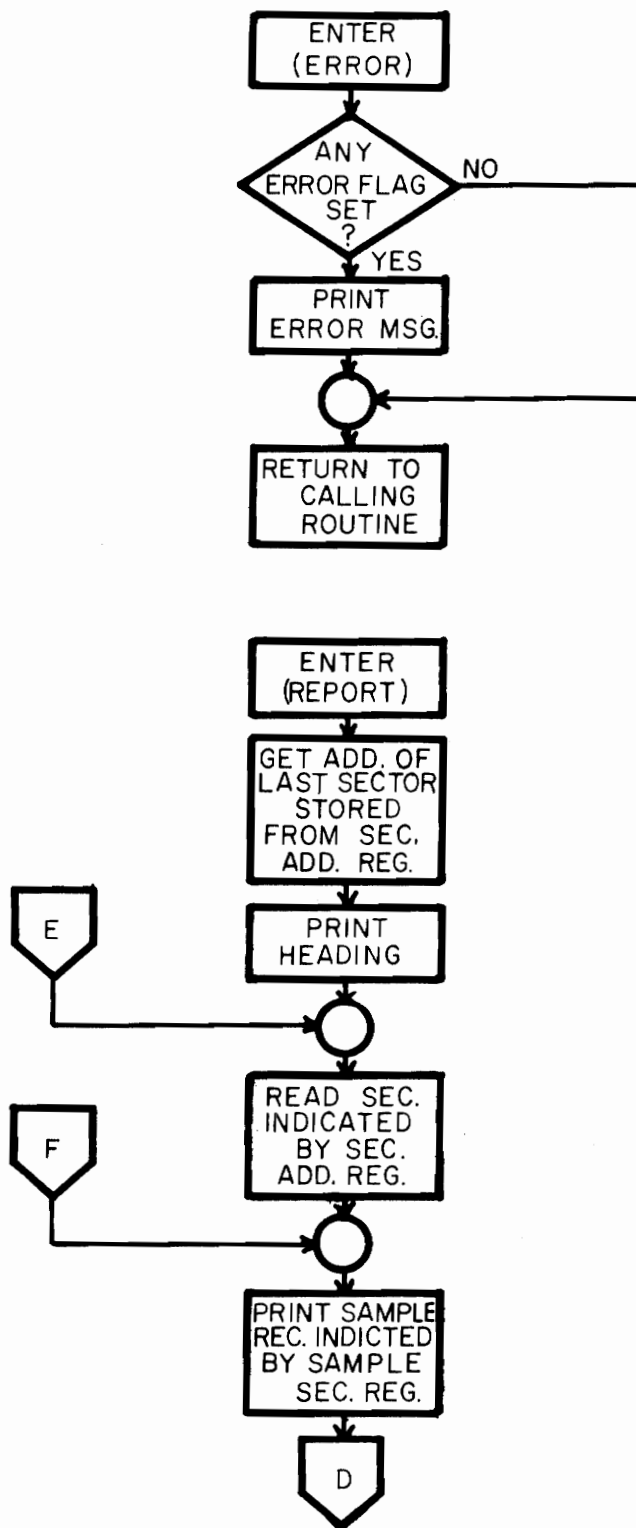 ENTER
(ERROR)
ANY
ERROR FLAG
SET
?
NO
YES
PRINT
ERROR MSG.
RETURN TO
CALLING
ROUTINE
ENTER
(REPORT)
GET ADD. OF
LAST SECTOR
STORED
FROM SEC.
ADD. REG.
E
PRINT
HEADING
READ SEC.
INDICATED
BY SEC.
ADD. REG.
F
PRINT SAMPLE
REC. INDICTED
BY SAMPLE
SEC. REG.
D